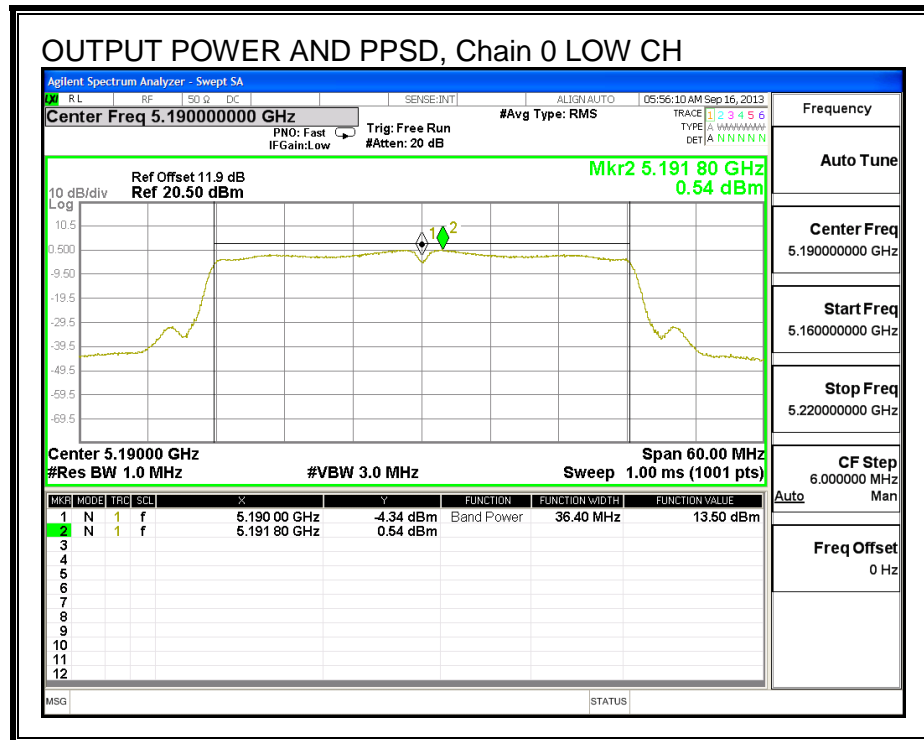 OUTPUT POWER AND PPSD, Chain 0 LOW CH
Agilent Spectrum Analyzer - Swept SA
LXI RL RF 50 Ω DC SENSE:INT ALIGNAUTO 05:56:10 AM Sep 16, 2013
Center Freq 5.190000000 GHz
PNO: Fast
IFGain:Low
Trig: Free Run
#Atten: 20 dB
#Avg Type: RMS
TRACE 1 2 3 4 5 6
TYPE A WWWWW
DET A N N N N N
Ref Offset 11.9 dB
10 dB/div Ref 20.50 dBm
Log
Mkr2 5.191 80 GHz
0.54 dBm
10.5
0.500
-9.50
-19.5
-29.5
-39.5
-49.5
-59.5
-69.5
1
2
Center 5.19000 GHz Span 60.00 MHz
#Res BW 1.0 MHz #VBW 3.0 MHz Sweep 1.00 ms (1001 pts)
MKR MODE TRC SCL X Y FUNCTION FUNCTION WIDTH FUNCTION VALUE
1 N 1 f 5.190 00 GHz -4.34 dBm Band Power 36.40 MHz 13.50 dBm
2 N 1 f 5.191 80 GHz 0.54 dBm
3
4
5
6
7
8
9
10
11
12
MSG STATUS
Frequency
Auto Tune
Center Freq
5.190000000 GHz
Start Freq
5.160000000 GHz
Stop Freq
5.220000000 GHz
CF Step
6.000000 MHz
Auto Man
Freq Offset
0 Hz